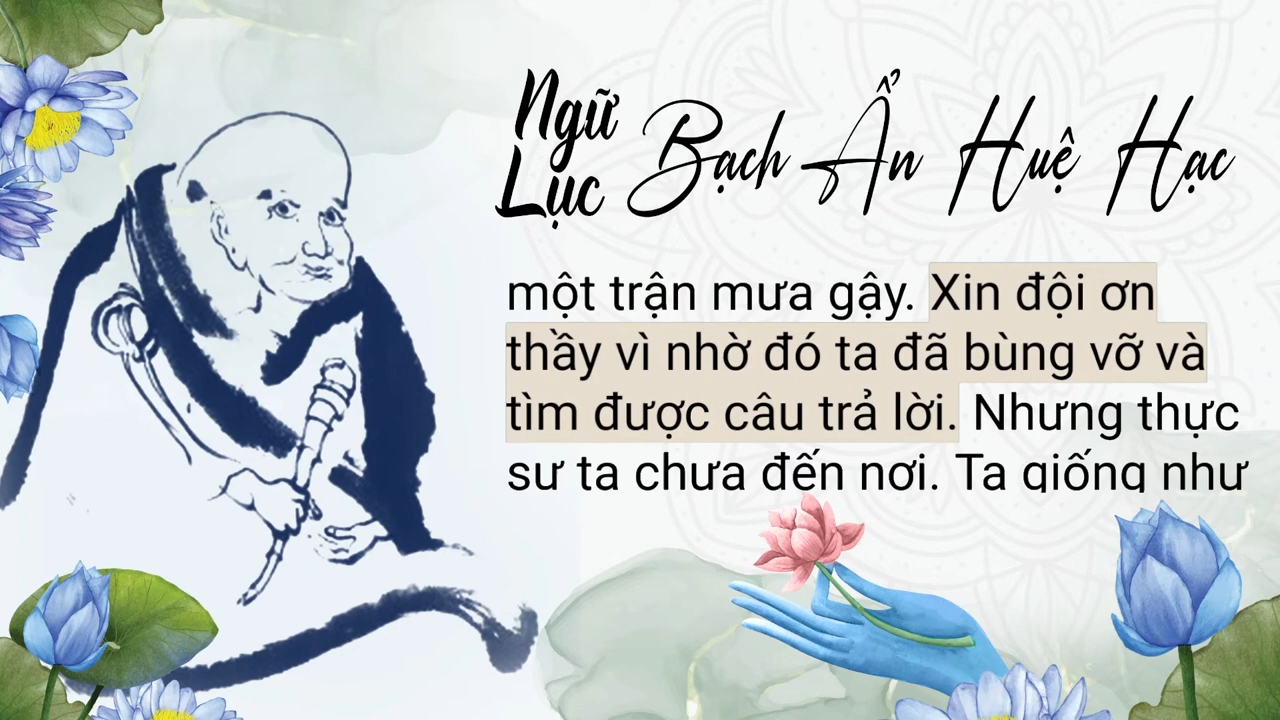 Ngữ
Lục
Bạch Ẩn Huệ Hạc
một trận mưa gậy. Xin đội ơn
thầy vì nhờ đó ta đã bùng vỡ và
tìm được câu trả lời. Nhưng thực
sự ta chưa đến nơi. Ta giống như